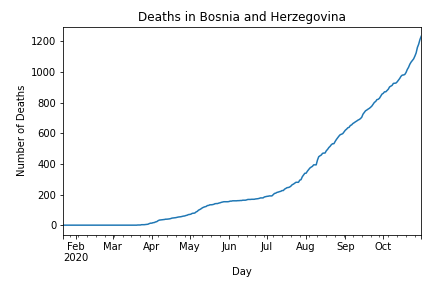 Deaths in Bosnia and Herzegovina
1200
1000
800
600
400
200
0
Number of Deaths
Feb Mar Apr May Jun Jul Aug Sep Oct
2020
Day